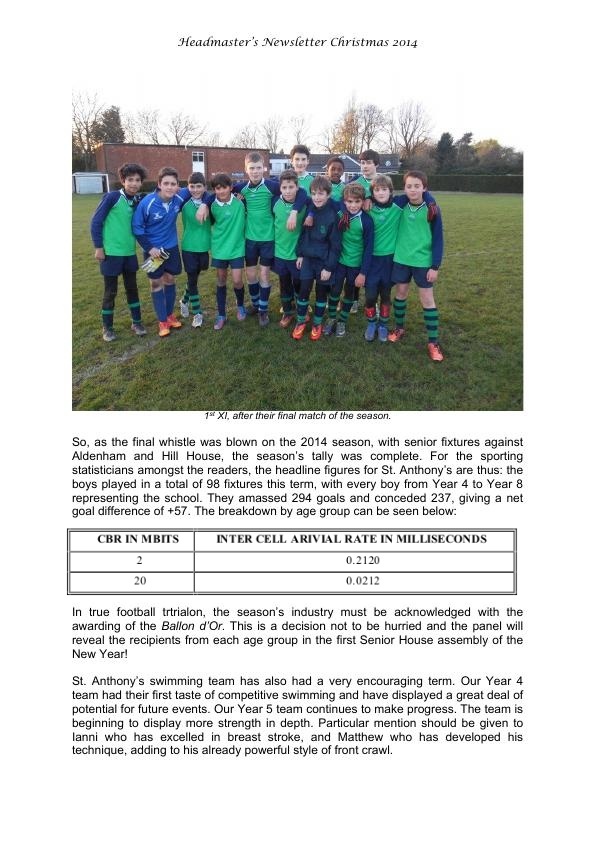 Headmaster's Newsletter Christmas 2014
1st XI, after their final match of the season.
So, as the final whistle was blown on the 2014 season, with senior fixtures against
Aldenham and Hill House, the season's tally was complete. For the sporting
statisticians amongst the readers, the headline figures for St. Anthony's are thus: the
boys played in a total of 98 fixtures this term, with every boy from Year 4 to Year 8
representing the school. They amassed 294 goals and conceded 237, giving a net
goal difference of +57. The breakdown by age group can be seen below:
CBR IN MBITS INTER CELL ARIVIAL RATE IN MILLISECONDS
2 0.2120
20 0.0212
In true football trtrialon, the season's industry must be acknowledged with the
awarding of the Ballon d'Or. This is a decision not to be hurried and the panel will
reveal the recipients from each age group in the first Senior House assembly of the
New Year!
St. Anthony's swimming team has also had a very encouraging term. Our Year 4
team had their first taste of competitive swimming and have displayed a great deal of
potential for future events. Our Year 5 team continues to make progress. The team is
beginning to display more strength in depth. Particular mention should be given to
Ianni who has excelled in breast stroke, and Matthew who has developed his
technique, adding to his already powerful style of front crawl.